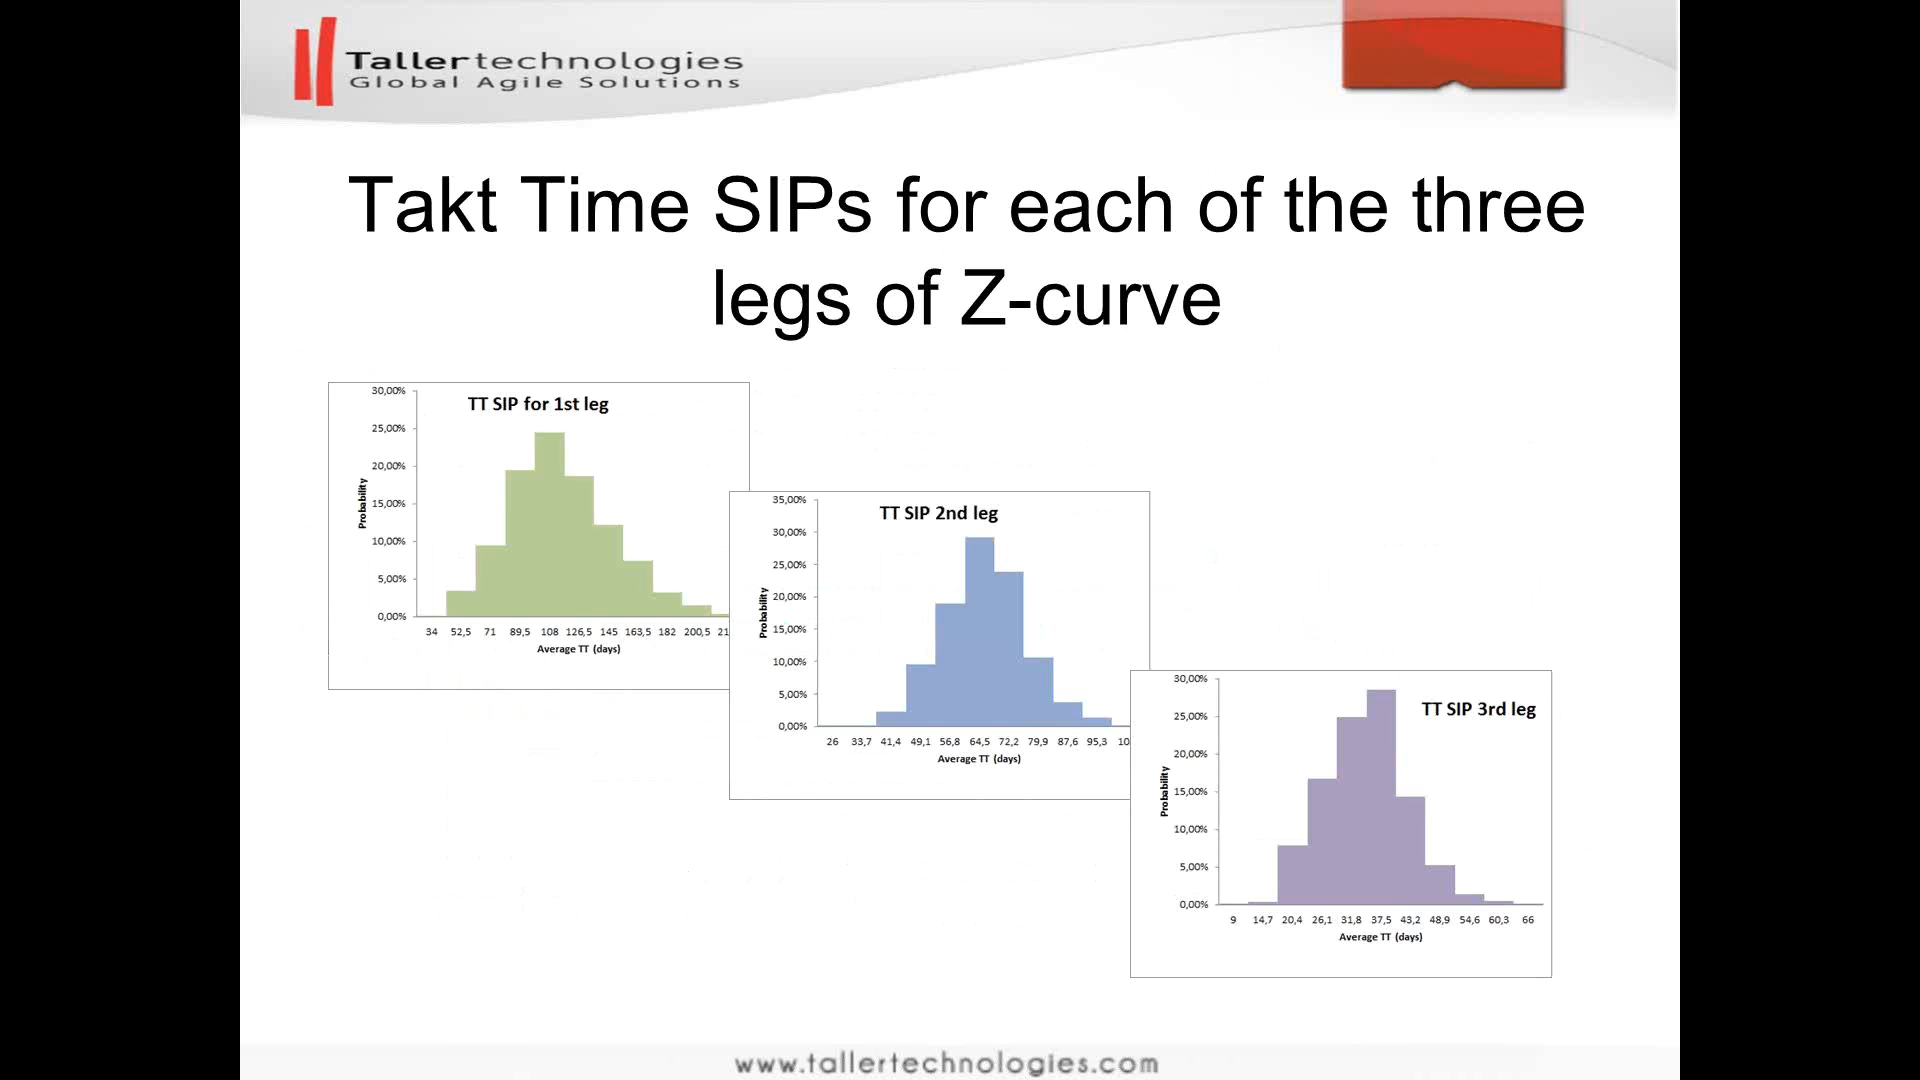 Tallertechnologies
Global Agile Solutions
Takt Time SIPs for each of the three
legs of Z-curve
TT SIP for 1st leg
30,00%
25,00%
20,00%
15,00%
10,00%
5,00%
0,00%
Probability
34 52,5 71 89,5 108 126,5 145 163,5 182 200,5 21
Average TT (days)
TT SIP 2nd leg
35,00%
30,00%
25,00%
20,00%
15,00%
10,00%
5,00%
0,00%
Probability
26 33,7 41,4 49,1 56,8 64,5 72,2 79,9 87,6 95,3 10
Average TT (days)
TT SIP 3rd leg
30,00%
25,00%
20,00%
15,00%
10,00%
5,00%
0,00%
Probability
9 14,7 20,4 26,1 31,8 37,5 43,2 48,9 54,6 60,3 66
Average TT (days)
www.tallertechnologies.com